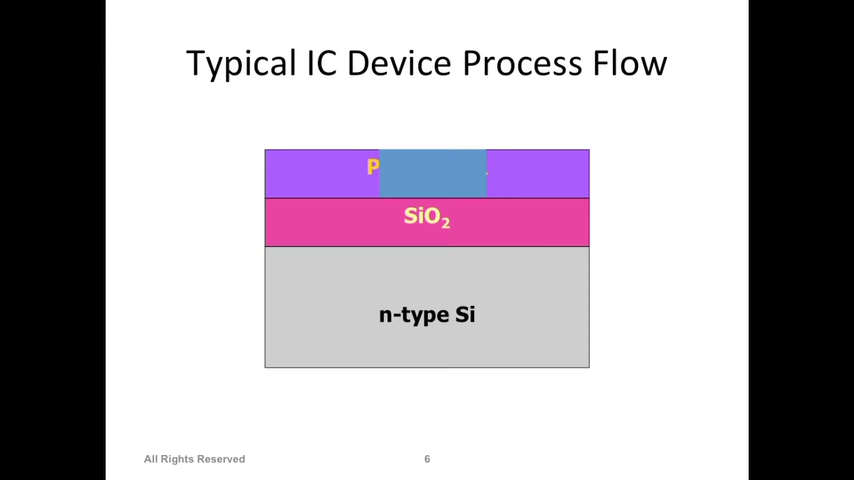 Typical IC Device Process Flow
SiO₂
n-type Si
All Rights Reserved
6